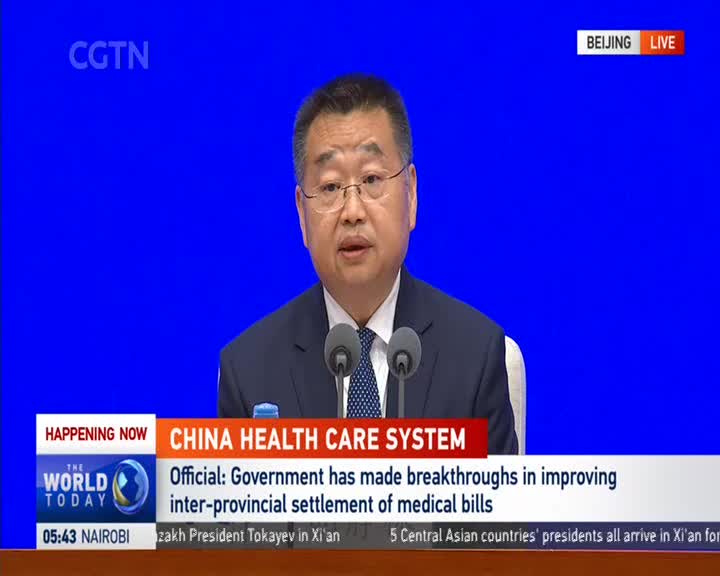 CGTN
BEIJING LIVE
HAPPENING NOW
CHINA HEALTH CARE SYSTEM
THE
WORLD
TODAY
Official: Government has made breakthroughs in improving
inter-provincial settlement of medical bills
05:43 NAIROBI
President Tokayev in Xi'an 5 Central Asian countries' presidents all arrive in Xi'an for